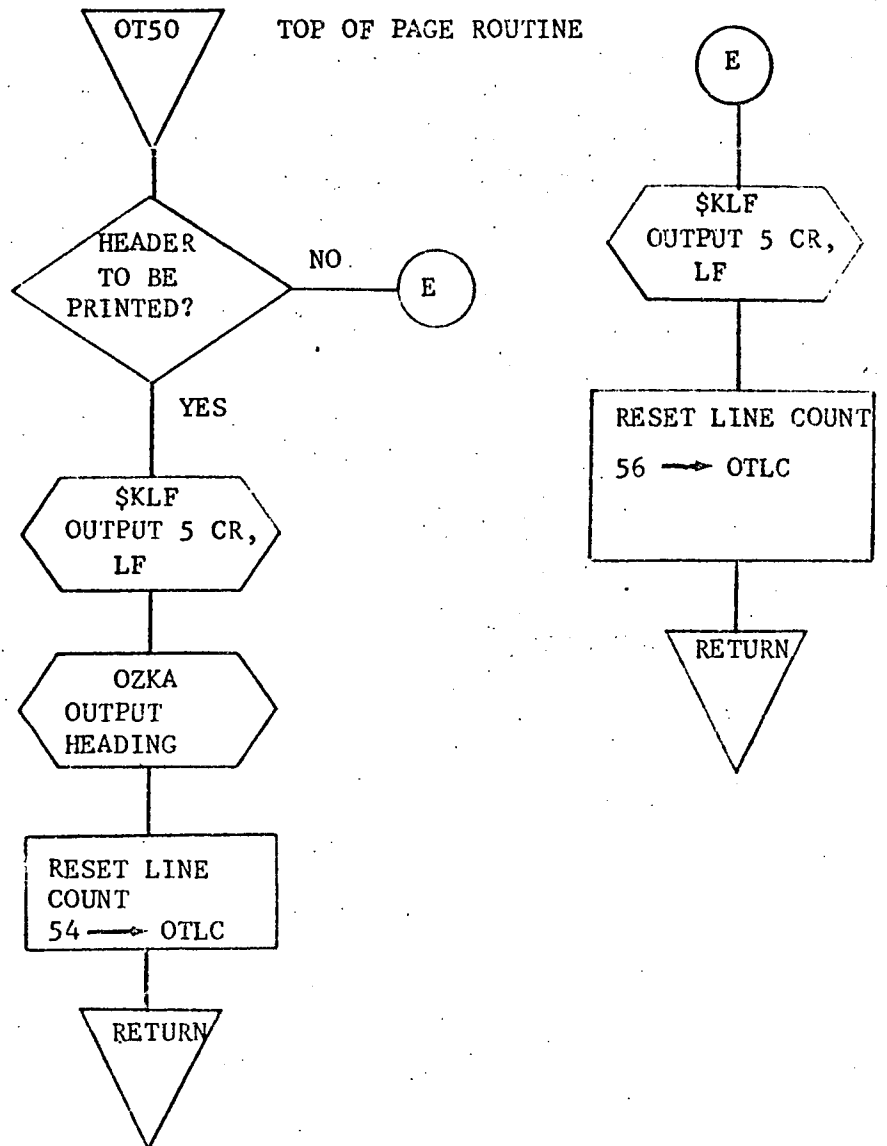 OT50
TOP OF PAGE ROUTINE
HEADER
TO BE
PRINTED?
NO
E
YES
$KLF
OUTPUT 5 CR,
LF
OZKA
OUTPUT
HEADING
RESET LINE
COUNT
54 → OTLC
RETURN
E
$KLF
OUTPUT 5 CR,
LF
RESET LINE COUNT
56 → OTLC
RETURN